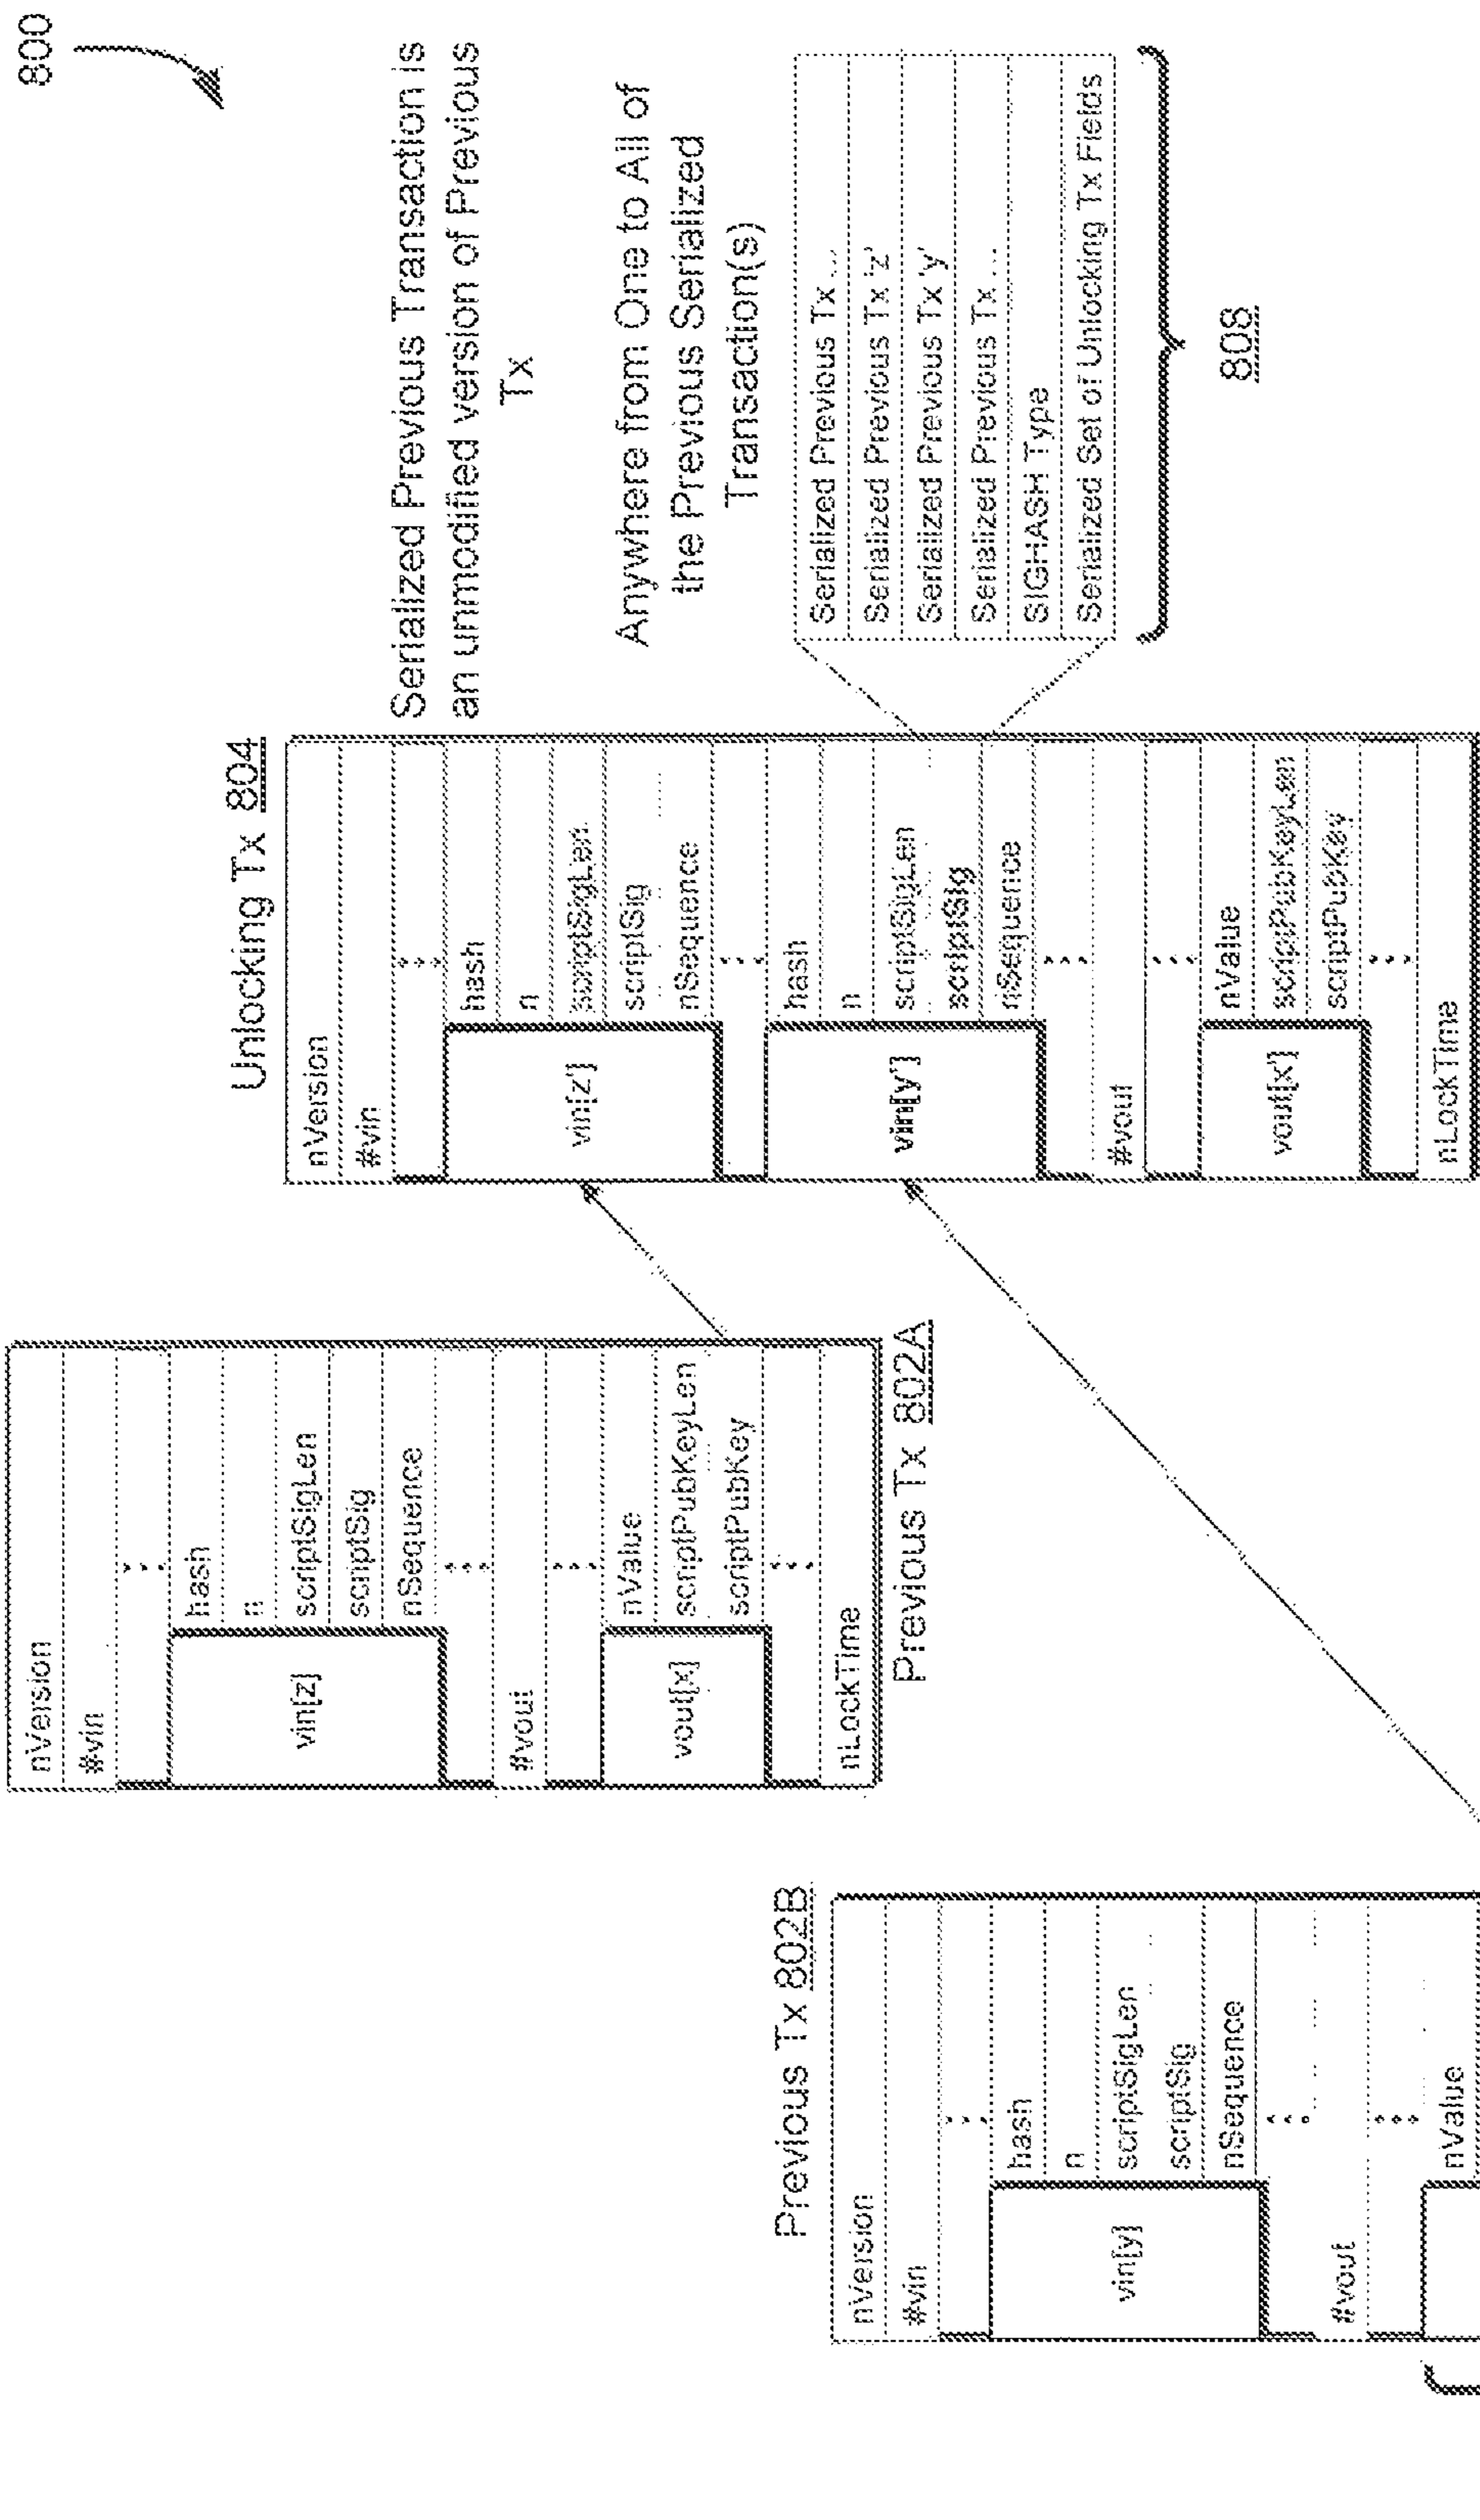 800
Serialized Previous Transaction is
an unmodified version of Previous
Tx
Anywhere from One to All of
the Previous Serialized
Transaction(s)
Serialized Previous Tx ...
Serialized Previous Tx 'z'
Serialized Previous Tx 'y'
Serialized Previous Tx ...
SIGHASH Type
Serialized Set of Unlocking Tx Fields
808
Unlocking Tx 804
nVersion
#vin
...
vin[z']
hash
n
scriptSigLen
scriptSig
nSequence
...
vin[y']
hash
n
scriptSigLen
scriptSig
nSequence
...
#vout
...
vout[x']
nValue
scriptPubKeyLen
scriptPubKey
...
nLockTime
nVersion
#vin
...
vin[z]
hash
n
scriptSigLen
scriptSig
nSequence
...
#vout
...
vout[x]
nValue
scriptPubKeyLen
scriptPubKey
...
nLockTime
Previous Tx 802A
Previous Tx 802B
nVersion
#vin
...
vin[y]
hash
n
scriptSigLen
scriptSig
nSequence
...
#vout
...
nValue